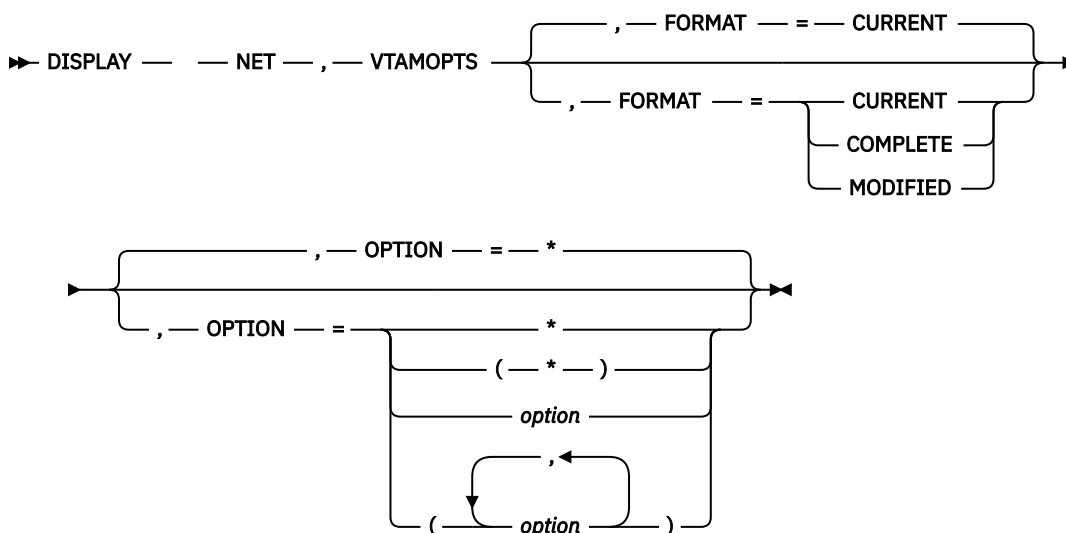 , FORMAT = CURRENT
DISPLAY NET , VTAMOPTS
, FORMAT = CURRENT
COMPLETE
MODIFIED
, OPTION = *
, OPTION = *
( * )
option
,
( option )